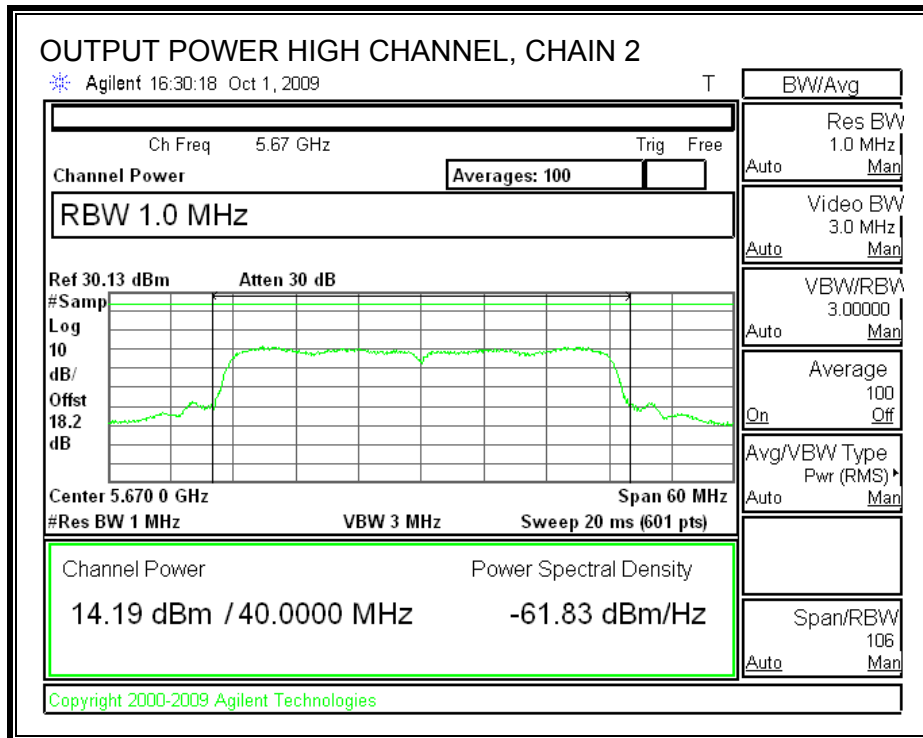 OUTPUT POWER HIGH CHANNEL, CHAIN 2
Agilent 16:30:18 Oct 1, 2009 T
Ch Freq 5.67 GHz Trig Free
Channel Power Averages: 100
RBW 1.0 MHz
Ref 30.13 dBm Atten 30 dB
#Samp
Log
10
dB/
Offst
18.2
dB
Center 5.670 0 GHz Span 60 MHz
#Res BW 1 MHz VBW 3 MHz Sweep 20 ms (601 pts)
Channel Power Power Spectral Density
14.19 dBm / 40.0000 MHz -61.83 dBm/Hz
Copyright 2000-2009 Agilent Technologies
BW/Avg
Res BW
1.0 MHz
Auto Man
Video BW
3.0 MHz
Auto Man
VBW/RBW
3.00000
Auto Man
Average
100
On Off
Avg/VBW Type
Pwr (RMS)
Auto Man
Span/RBW
106
Auto Man